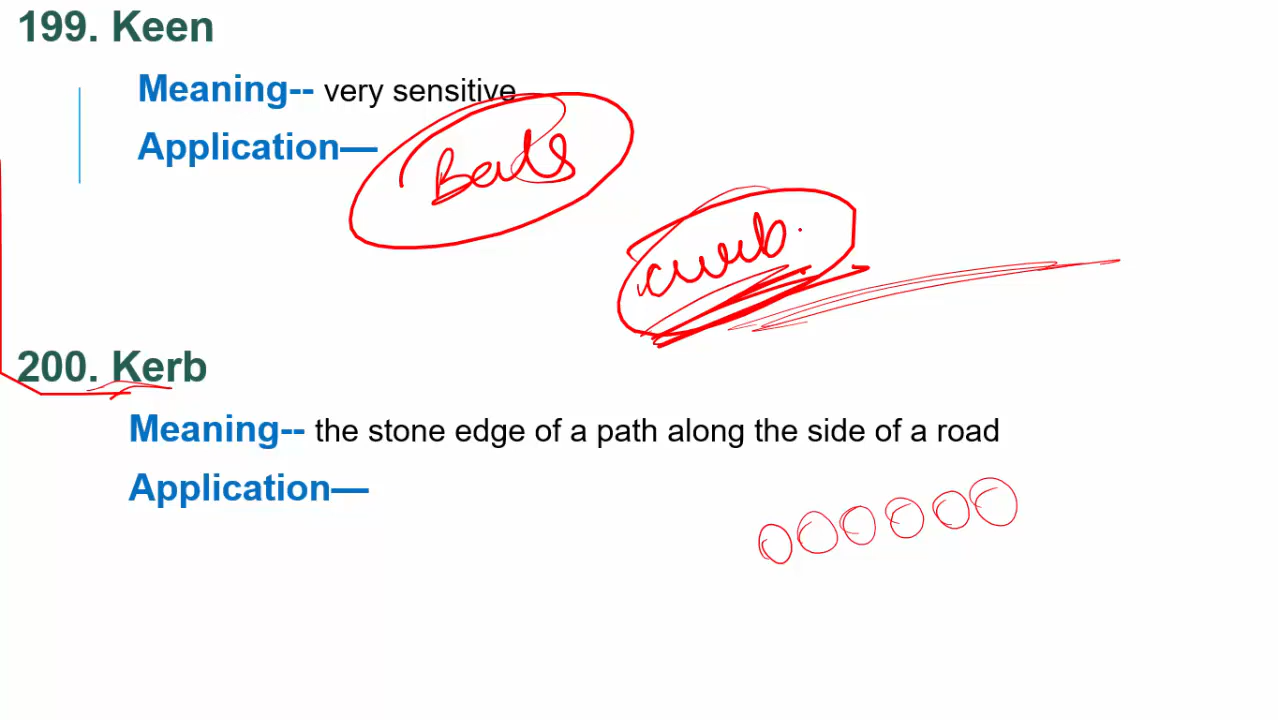 199. Keen
Meaning-- very sensitive
Application—
Bats
curb.
200. Kerb
Meaning-- the stone edge of a path along the side of a road
Application—